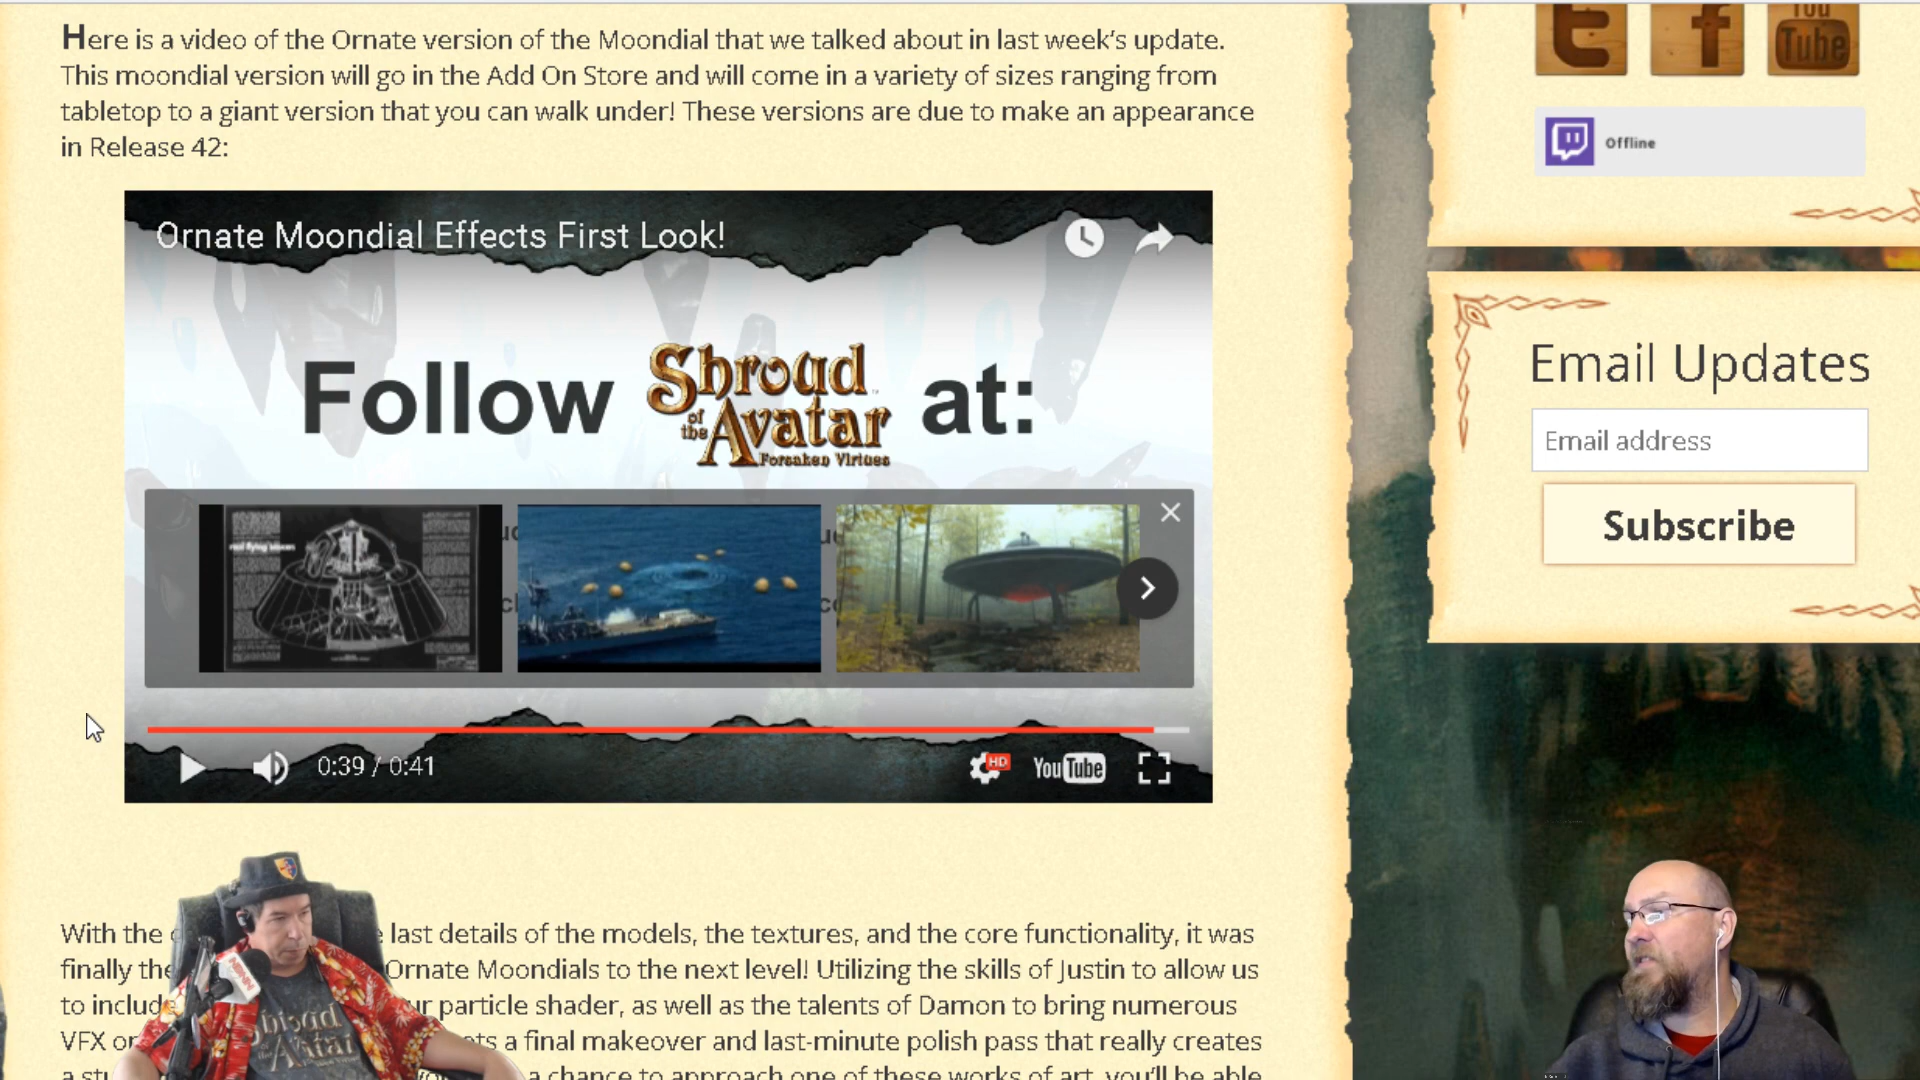 Here is a video of the Ornate version of the Moondial that we talked about in last week's update.
This moondial version will go in the Add On Store and will come in a variety of sizes ranging from
tabletop to a giant version that you can walk under! These versions are due to make an appearance
in Release 42:
Ornate Moondial Effects First Look!
Follow Shroud of the Avatar Forsaken Virtues at:
0:39 / 0:41
HD
YouTube
With the
last details of the models, the textures, and the core functionality, it was
finally the
Ornate Moondials to the next level! Utilizing the skills of Justin to allow us
to include
particle shader, as well as the talents of Damon to bring numerous
VFX
a final makeover and last-minute polish pass that really creates
a chance to approach one of these works of art, you'll be able
t
f
You
Tube
Offline
Email Updates
Email address
Subscribe